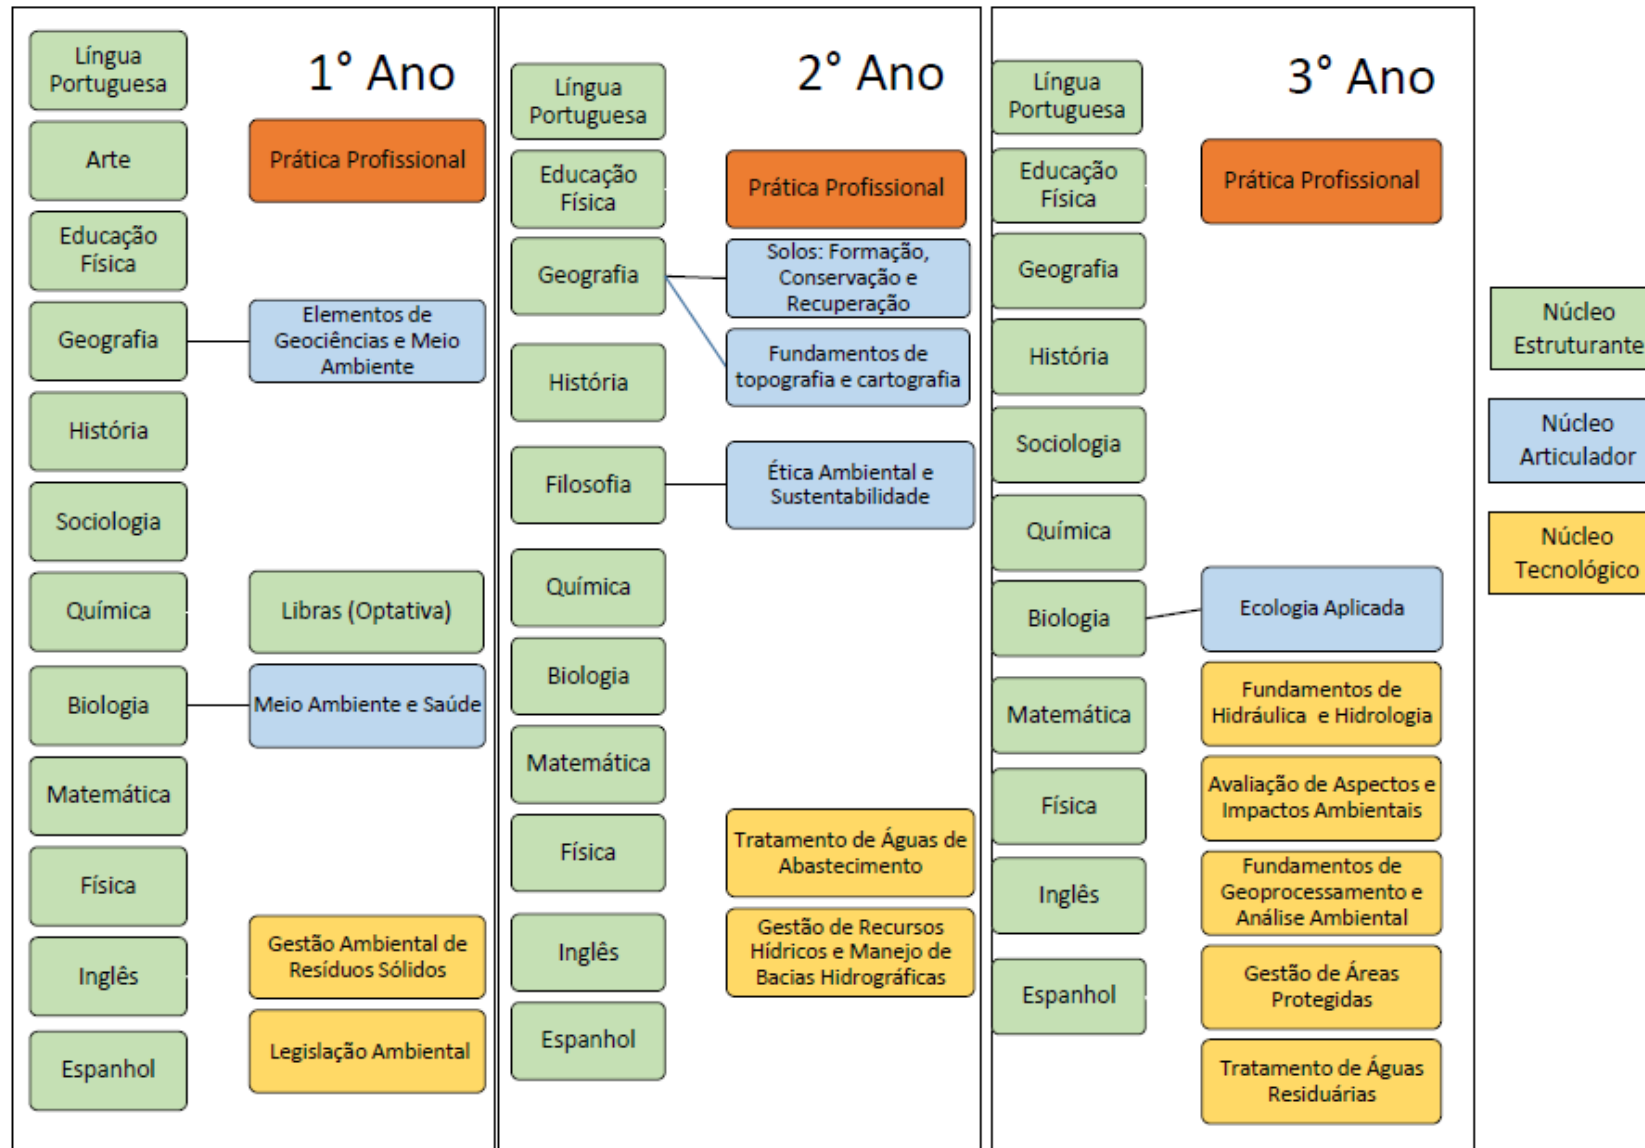 1° Ano
Língua
Portuguesa
Arte
Educação
Física
Geografia
História
Sociologia
Química
Biologia
Matemática
Física
Inglês
Espanhol
Prática Profissional
Elementos de
Geociências e Meio
Ambiente
Libras (Optativa)
Meio Ambiente e Saúde
Gestão Ambiental de
Resíduos Sólidos
Legislação Ambiental
2° Ano
Língua
Portuguesa
Educação
Física
Geografia
História
Filosofia
Química
Biologia
Matemática
Física
Inglês
Espanhol
Prática Profissional
Solos: Formação,
Conservação e
Recuperação
Fundamentos de
topografia e cartografia
Ética Ambiental e
Sustentabilidade
Tratamento de Águas de
Abastecimento
Gestão de Recursos
Hídricos e Manejo de
Bacias Hidrográficas
3° Ano
Língua
Portuguesa
Educação
Física
Geografia
História
Sociologia
Química
Biologia
Matemática
Física
Inglês
Espanhol
Prática Profissional
Ecologia Aplicada
Fundamentos de
Hidráulica e Hidrologia
Avaliação de Aspectos e
Impactos Ambientais
Fundamentos de
Geoprocessamento e
Análise Ambiental
Gestão de Áreas
Protegidas
Tratamento de Águas
Residuárias
Núcleo
Estruturante
Núcleo
Articulador
Núcleo
Tecnológico